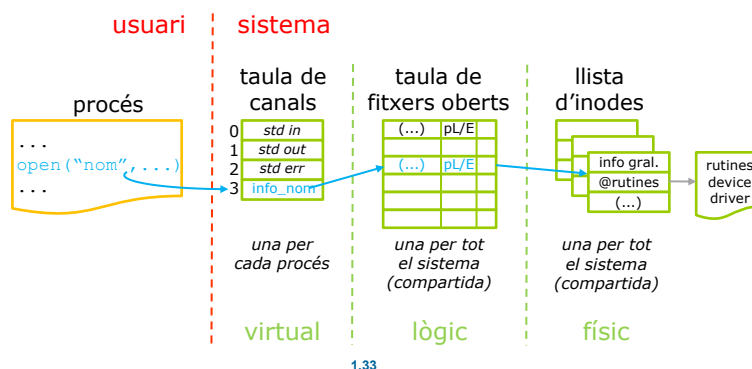 usuari
sistema
procés
taula de
canals
taula de
fitxers oberts
llista
d’inodes
...
open(“nom”,...)
...
0
std in
1
std out
2
std err
3
info_nom
(...)
pL/E
(...)
pL/E
info gral.
@rutines
(...)
rutines
device
driver
una per
cada procés
una per tot
el sistema
(compartida)
una per tot
el sistema
(compartida)
virtual
lògic
físic
1.33